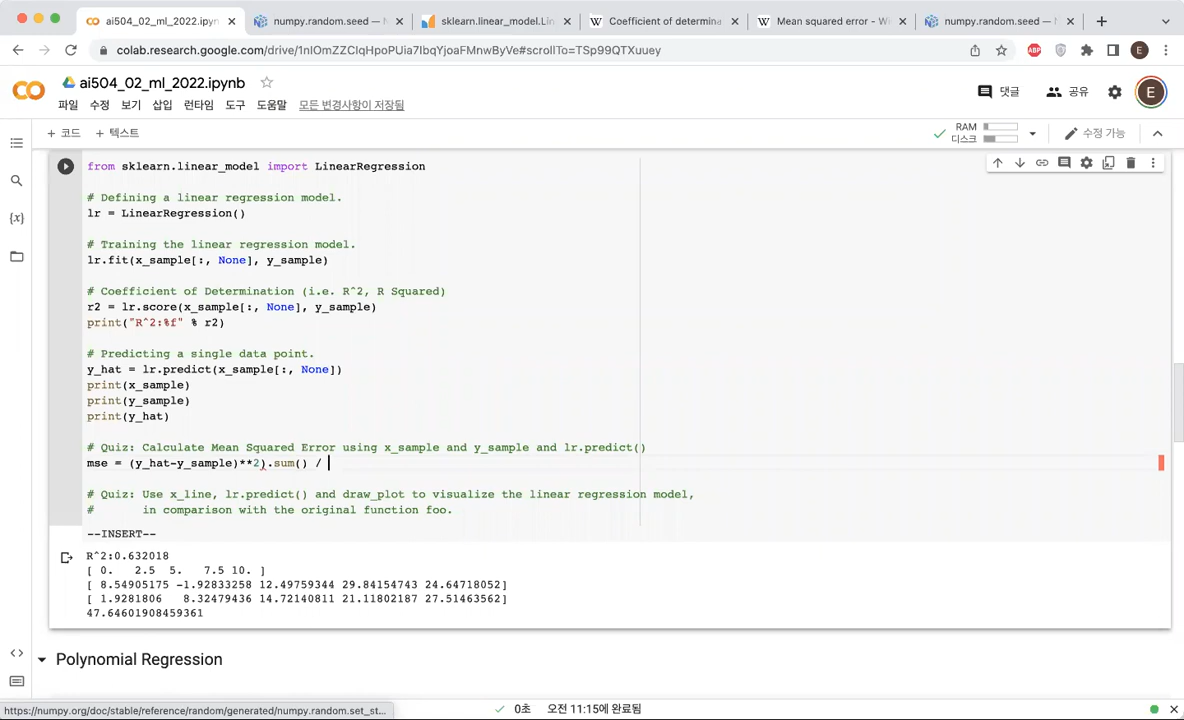 ai504_02_ml_2022.ipynb
numpy.random.seed — N
sklearn.linear_model.Lin
Coefficient of determina
Mean squared error - Wi
numpy.random.seed — N
colab.research.google.com/drive/1nIOmZZCIqHpoPUia7IbqYjoaFMnwByVe#scrollTo=TSp99QTXuuey
ABP
E
CO
ai504_02_ml_2022.ipynb
댓글
공유
E
파일 수정 보기 삽입 런타임 도구 도움말 모든 변경사항이 저장됨
+ 코드 + 텍스트
RAM
디스크
수정 가능
{x}
from sklearn.linear_model import LinearRegression
# Defining a linear regression model.
lr = LinearRegression()
# Training the linear regression model.
lr.fit(x_sample[:, None], y_sample)
# Coefficient of Determination (i.e. R^2, R Squared)
r2 = lr.score(x_sample[:, None], y_sample)
print("R^2:%f" % r2)
# Predicting a single data point.
y_hat = lr.predict(x_sample[:, None])
print(x_sample)
print(y_sample)
print(y_hat)
# Quiz: Calculate Mean Squared Error using x_sample and y_sample and lr.predict()
mse = (y_hat-y_sample)**2).sum() /
# Quiz: Use x_line, lr.predict() and draw_plot to visualize the linear regression model,
#       in comparison with the original function foo.
--INSERT--
R^2:0.632018
[ 0.   2.5  5.   7.5 10. ]
[ 8.54905175 -1.92833258 12.49759344 29.84154743 24.64718052]
[ 1.9281806   8.32479436 14.72140811 21.11802187 27.51463562]
47.64601908459361
Polynomial Regression
https://numpy.org/doc/stable/reference/random/generated/numpy.random.set_st...
0초 오전 11:15에 완료됨